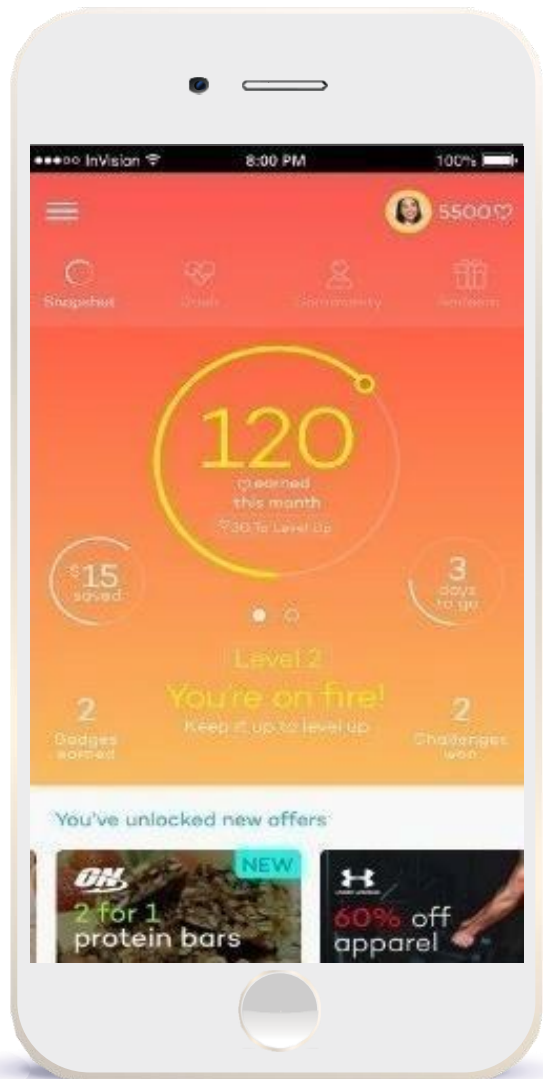 InVision 8:00 PM 100%
5500
Snapshot Community Redeem
120
earned
this month
30 To Level Up
$15
saved
3
days
to go
Level 2
You're on fire!
Keep it up to level up
2
Badges
earned
2
Challenges
won
You've unlocked new offers
ON
NEW
2 for 1
protein bars
UNDER ARMOUR
60% off
apparel